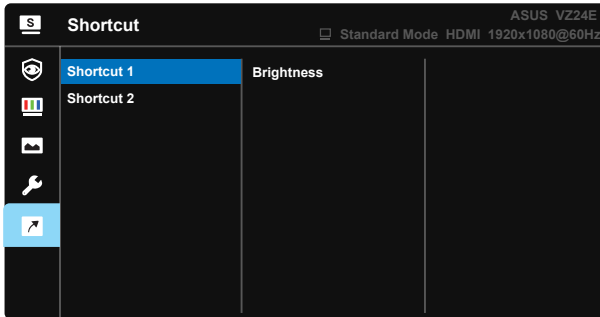 S
Shortcut
ASUS VZ24E
Standard Mode HDMI 1920x1080@60Hz
Shortcut 1
Brightness
Shortcut 2